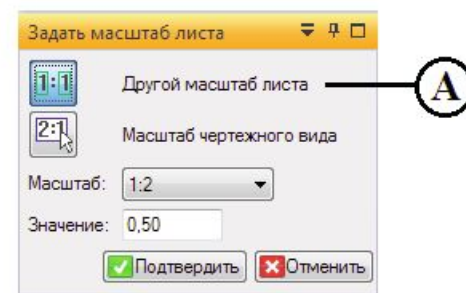 Задать масштаб листа
1:1 Другой масштаб листа A
2:1 Масштаб чертежного вида
Масштаб: 1:2
Значение: 0,50
Подтвердить Отменить